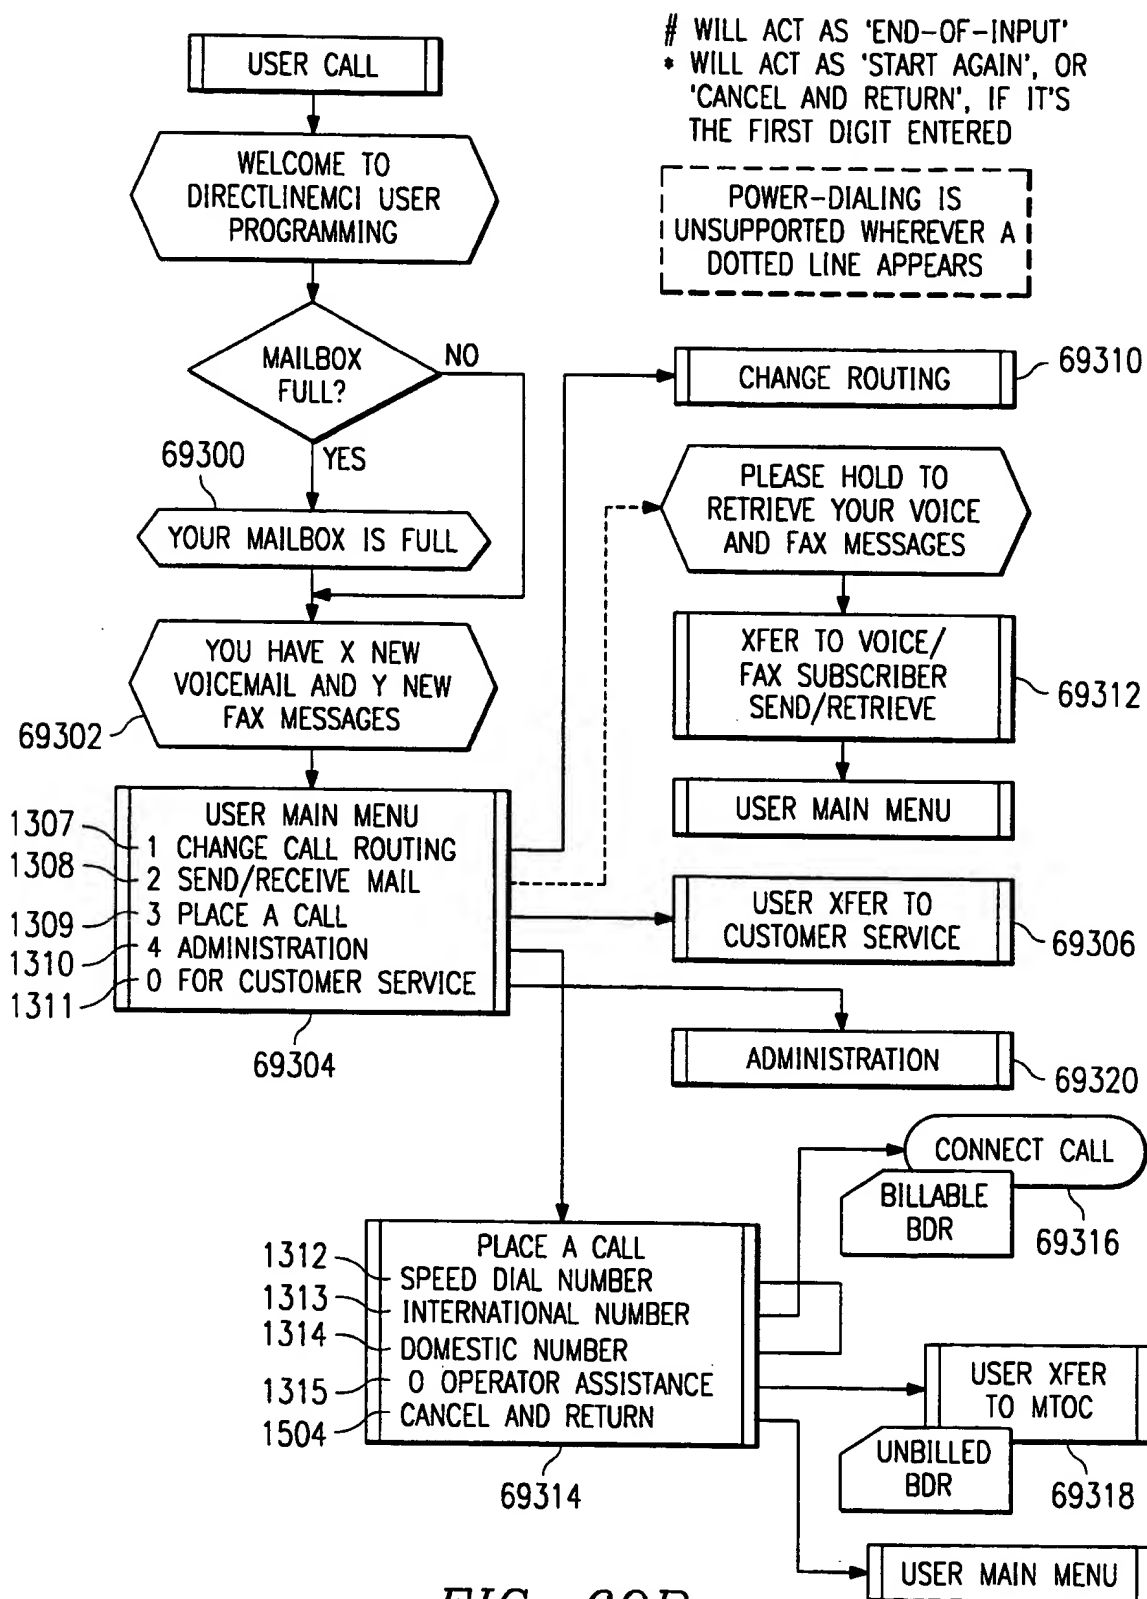 # WILL ACT AS 'END-OF-INPUT'
* WILL ACT AS 'START AGAIN', OR
'CANCEL AND RETURN', IF IT'S
THE FIRST DIGIT ENTERED
USER CALL
WELCOME TO
DIRECTLINEMCI USER
PROGRAMMING
POWER-DIALING IS
UNSUPPORTED WHEREVER A
DOTTED LINE APPEARS
MAILBOX
FULL?
NO
YES
69300
YOUR MAILBOX IS FULL
YOU HAVE X NEW
VOICEMAIL AND Y NEW
FAX MESSAGES
69302
CHANGE ROUTING
69310
PLEASE HOLD TO
RETRIEVE YOUR VOICE
AND FAX MESSAGES
XFER TO VOICE/
FAX SUBSCRIBER
SEND/RETRIEVE
69312
USER MAIN MENU
USER MAIN MENU
1307 1 CHANGE CALL ROUTING
1308 2 SEND/RECEIVE MAIL
1309 3 PLACE A CALL
1310 4 ADMINISTRATION
1311 0 FOR CUSTOMER SERVICE
69304
USER XFER TO
CUSTOMER SERVICE
69306
ADMINISTRATION
69320
CONNECT CALL
BILLABLE
BDR
69316
PLACE A CALL
1312 SPEED DIAL NUMBER
1313 INTERNATIONAL NUMBER
1314 DOMESTIC NUMBER
1315 0 OPERATOR ASSISTANCE
1504 CANCEL AND RETURN
69314
USER XFER
TO MTOC
UNBILLED
BDR
69318
USER MAIN MENU